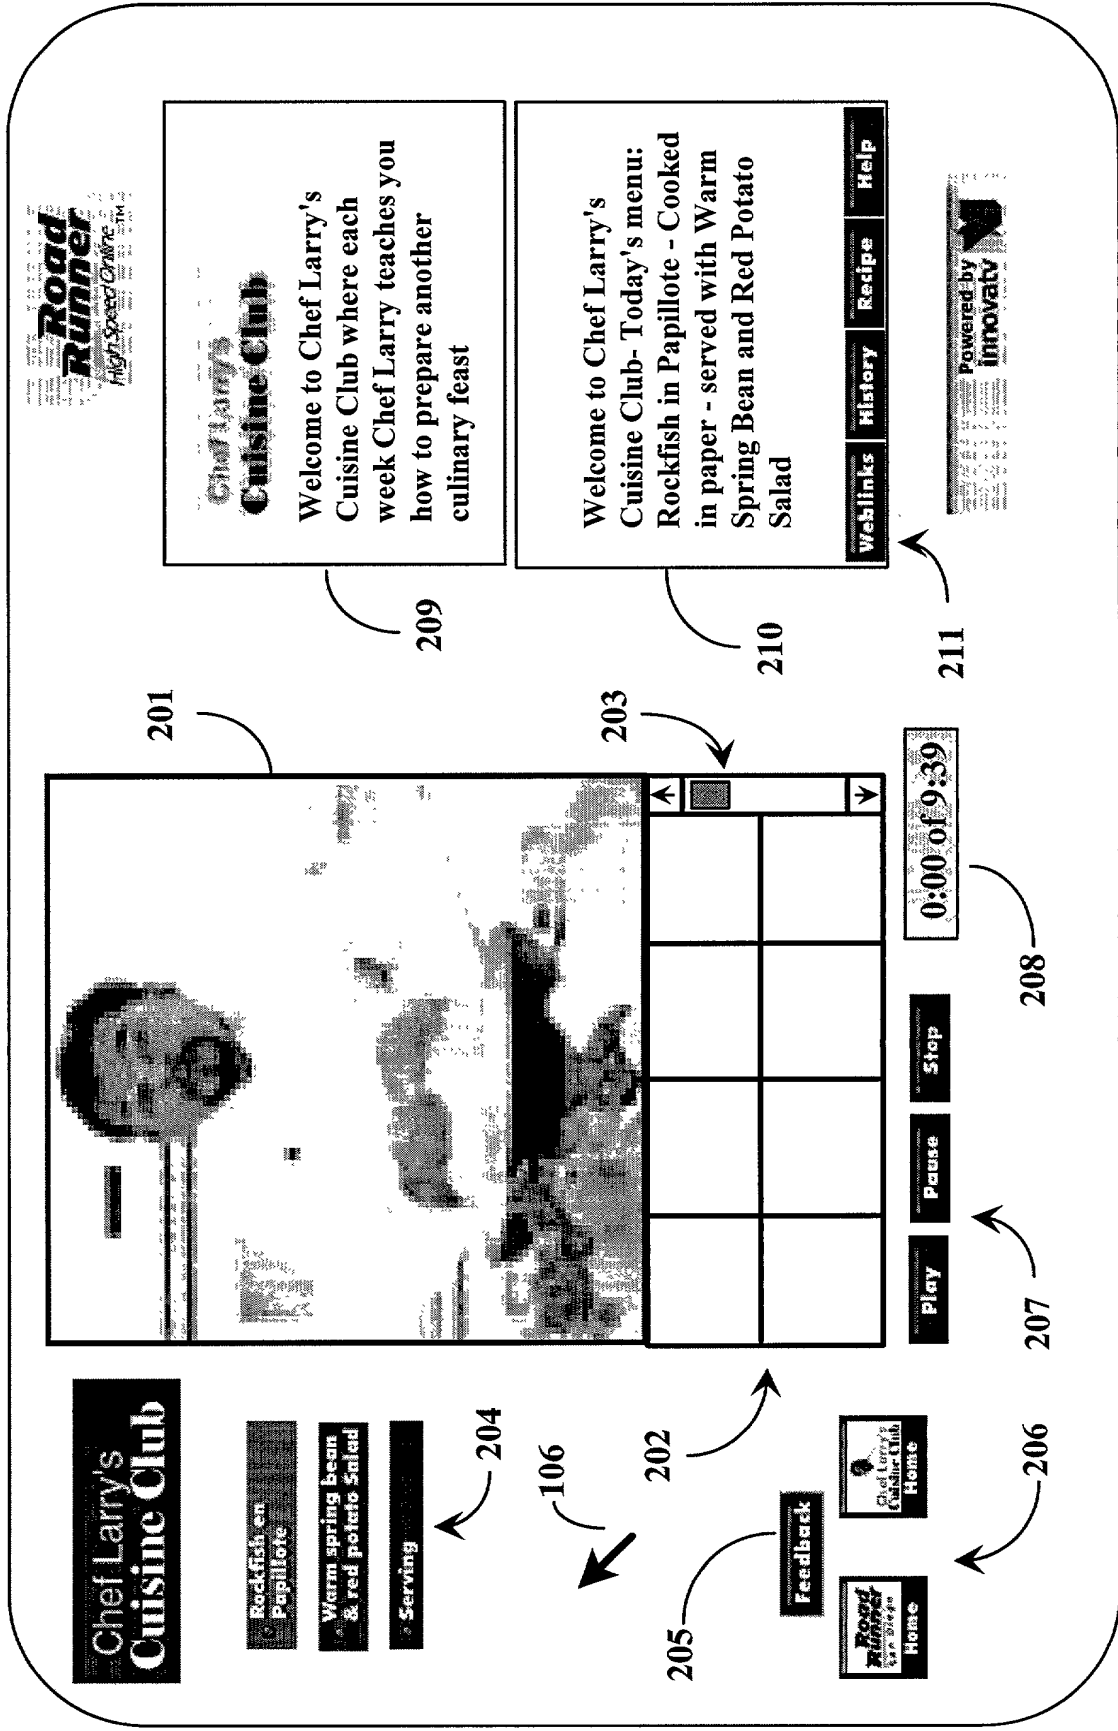 Chef Larry's
Cuisine Club
Rockfish en
Papillote
Warm spring bean
& red potato Salad
Serving
204
106
202
Feedback
205
Road
Runner
San Diego
Home
Chef Larry's
Cuisine Club
Home
206
201
203
Play
Pause
Stop
207
0:00 of 9:39
208
Road
Runner
High Speed Online™
Chef Larry's
Cuisine Club
Welcome to Chef Larry's
Cuisine Club where each
week Chef Larry teaches you
how to prepare another
culinary feast
209
Welcome to Chef Larry's
Cuisine Club- Today's menu:
Rockfish in Papillote - Cooked
in paper - served with Warm
Spring Bean and Red Potato
Salad
210
Weblinks
History
Recipe
Help
211
Powered by
innovatv